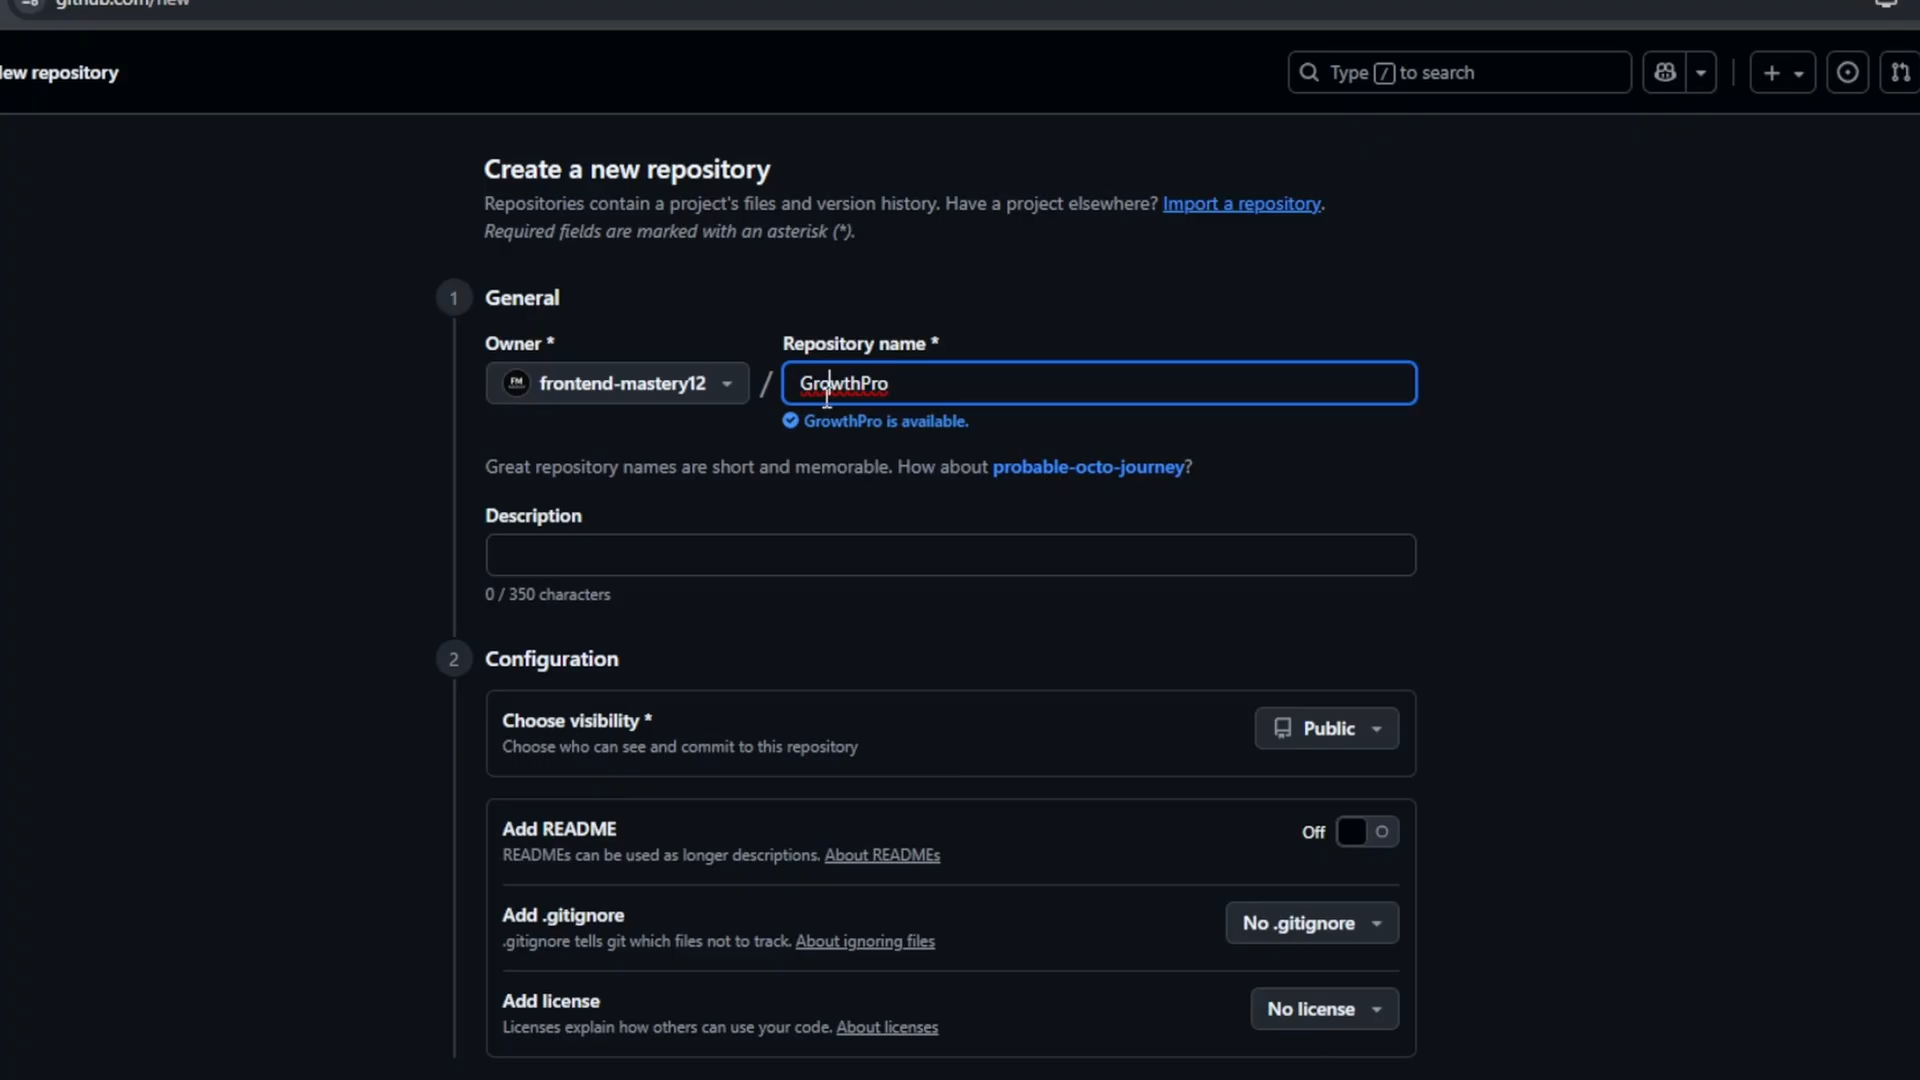 github.com/new
New repository
Type / to search
Create a new repository
Repositories contain a project's files and version history. Have a project elsewhere? Import a repository.
Required fields are marked with an asterisk (*).
1 General
Owner * Repository name *
FM frontend-mastery12 / GrowthPro
GrowthPro is available.
Great repository names are short and memorable. How about probable-octo-journey?
Description
0 / 350 characters
2 Configuration
Choose visibility * Public
Choose who can see and commit to this repository
Add README Off
READMEs can be used as longer descriptions. About READMEs
Add .gitignore No .gitignore
.gitignore tells git which files not to track. About ignoring files
Add license No license
Licenses explain how others can use your code. About licenses